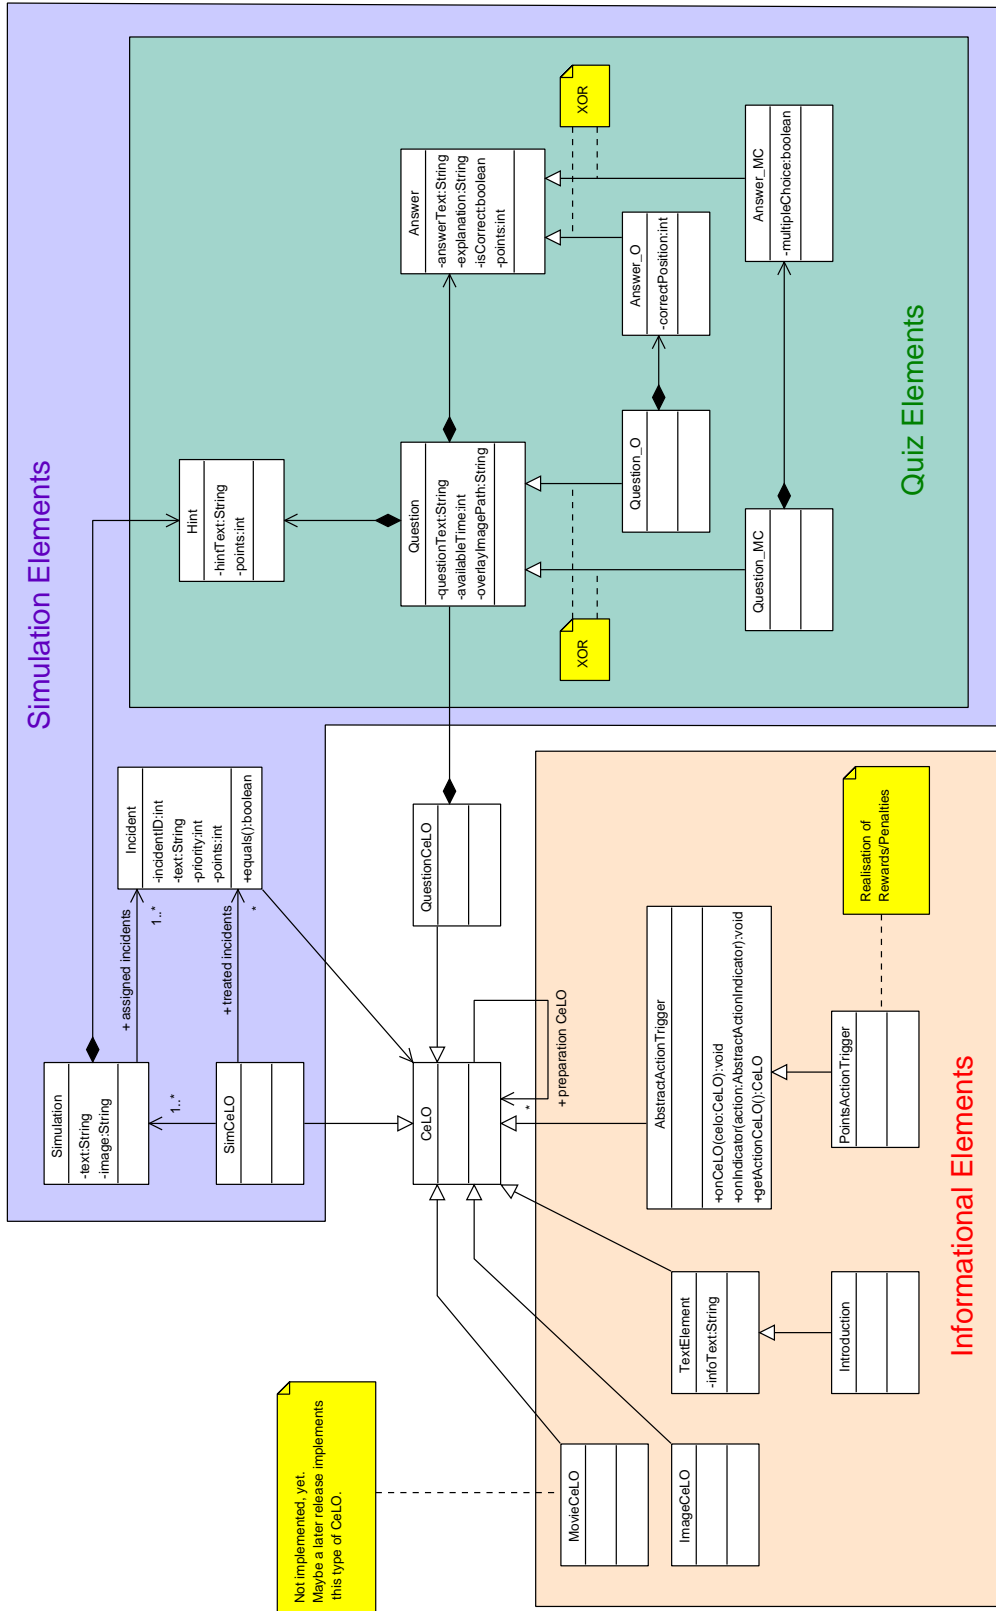 Simulation Elements
Simulation
-text:String
-image:String
+ assigned incidents
1..*
Incident
-incidentID:int
-text:String
-priority:int
-points:int
+equals():boolean
Hint
-hintText:String
-points:int
1..*
+ treated incidents
*
SimCeLO
Question
-questionText:String
-availableTime:int
-overlayImagePath:String
Answer
-answerText:String
-explanation:String
-isCorrect:boolean
-points:int
Not implemented, yet.
Maybe a later release implements
this type of CeLO.
CeLO
QuestionCeLO
*
+ preparation CeLO
XOR
XOR
MovieCeLO
Question_O
Answer_O
-correctPosition:int
ImageCeLO
TextElement
-infoText:String
AbstractActionTrigger
+onCeLO(celo:CeLO):void
+onIndicator(action:AbstractActionIndicator):void
+getActionCeLO():CeLO
Question_MC
Answer_MC
-multipleChoice:boolean
Introduction
PointsActionTrigger
Realisation of
Rewards/Penalties
Quiz Elements
Informational Elements